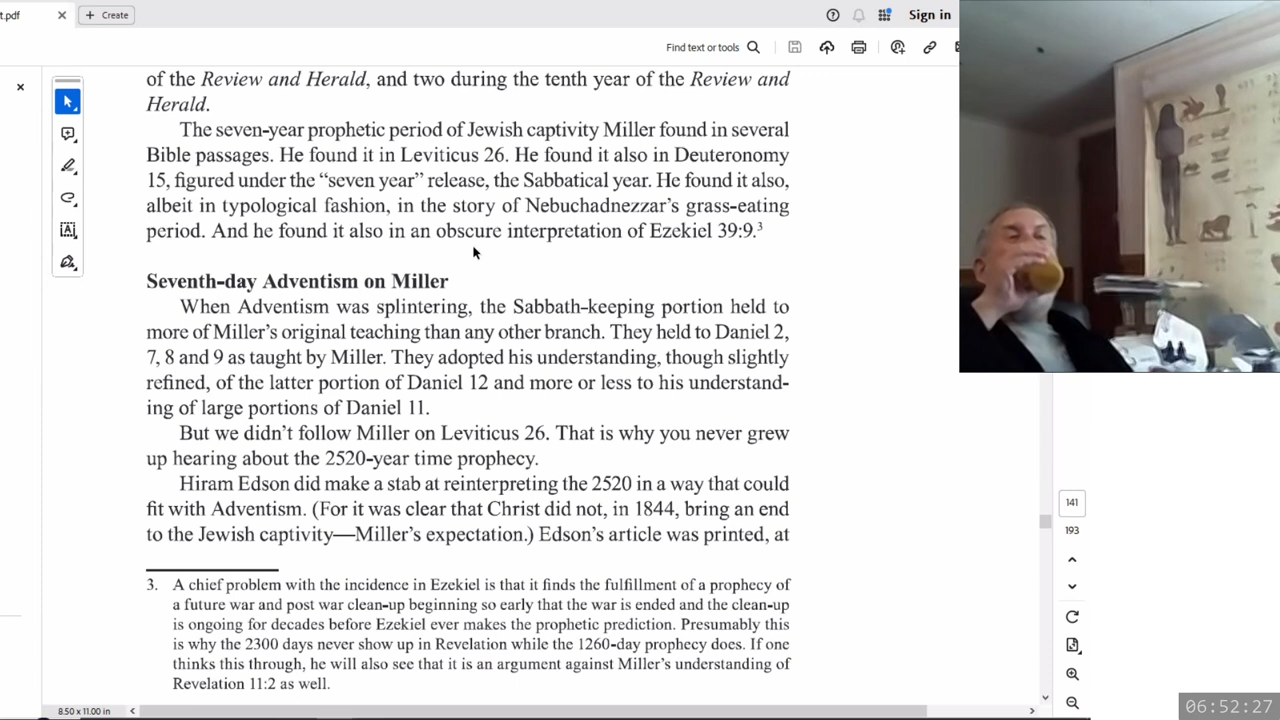 t.pdf
Create
Sign in
Find text or tools
of the Review and Herald, and two during the tenth year of the Review and
Herald.
The seven-year prophetic period of Jewish captivity Miller found in several
Bible passages. He found it in Leviticus 26. He found it also in Deuteronomy
15, figured under the “seven year” release, the Sabbatical year. He found it also,
albeit in typological fashion, in the story of Nebuchadnezzar’s grass-eating
period. And he found it also in an obscure interpretation of Ezekiel 39:9.3
Seventh-day Adventism on Miller
When Adventism was splintering, the Sabbath-keeping portion held to
more of Miller’s original teaching than any other branch. They held to Daniel 2,
7, 8 and 9 as taught by Miller. They adopted his understanding, though slightly
refined, of the latter portion of Daniel 12 and more or less to his understand-
ing of large portions of Daniel 11.
But we didn’t follow Miller on Leviticus 26. That is why you never grew
up hearing about the 2520-year time prophecy.
Hiram Edson did make a stab at reinterpreting the 2520 in a way that could
fit with Adventism. (For it was clear that Christ did not, in 1844, bring an end
to the Jewish captivity—Miller’s expectation.) Edson’s article was printed, at
3. A chief problem with the incidence in Ezekiel is that it finds the fulfillment of a prophecy of
a future war and post war clean-up beginning so early that the war is ended and the clean-up
is ongoing for decades before Ezekiel ever makes the prophetic prediction. Presumably this
is why the 2300 days never show up in Revelation while the 1260-day prophecy does. If one
thinks this through, he will also see that it is an argument against Miller’s understanding of
Revelation 11:2 as well.
141
193
8.50 x 11.00 in
06:52:27